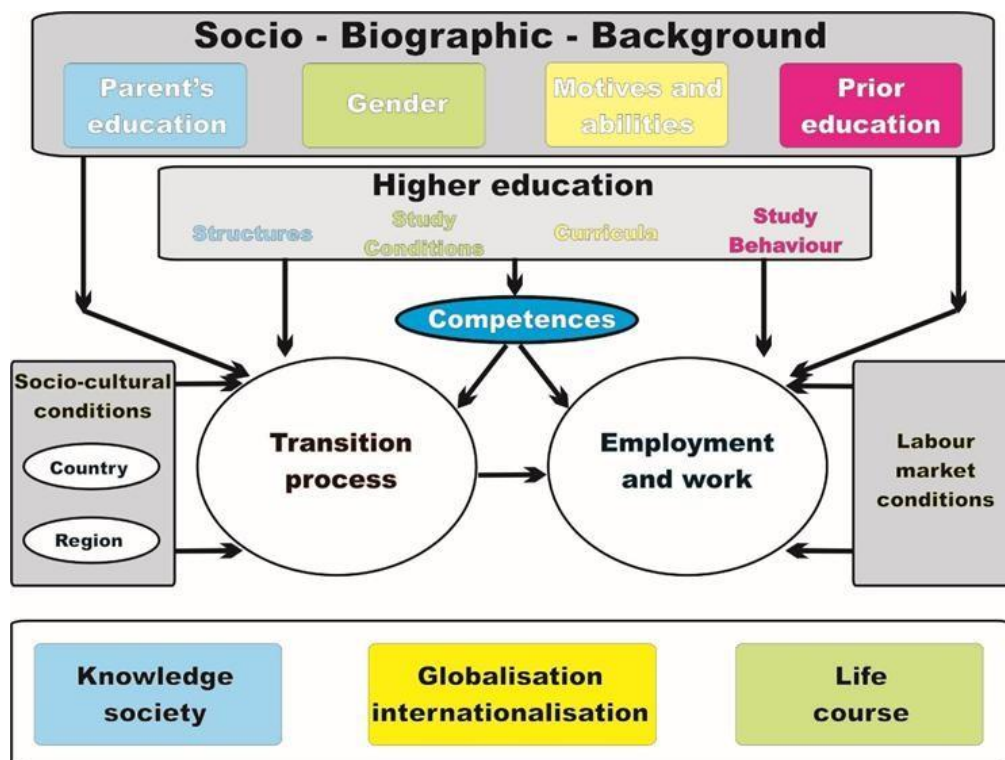 Socio - Biographic - Background
Parent's
education
Gender
Motives and
abilities
Prior
education
Higher education
Structures
Study
Conditions
Curricula
Study
Behaviour
Competences
Socio-cultural
conditions
Country
Region
Transition
process
Employment
and work
Labour
market
conditions
Knowledge
society
Globalisation
internationalisation
Life
course